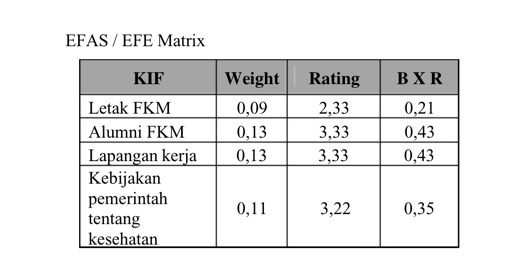 EFAS / EFE Matrix
KIF Weight Rating B X R
Letak FKM 0,09 2,33 0,21
Alumni FKM 0,13 3,33 0,43
Lapangan kerja 0,13 3,33 0,43
Kebijakan
pemerintah
tentang
kesehatan 0,11 3,22 0,35